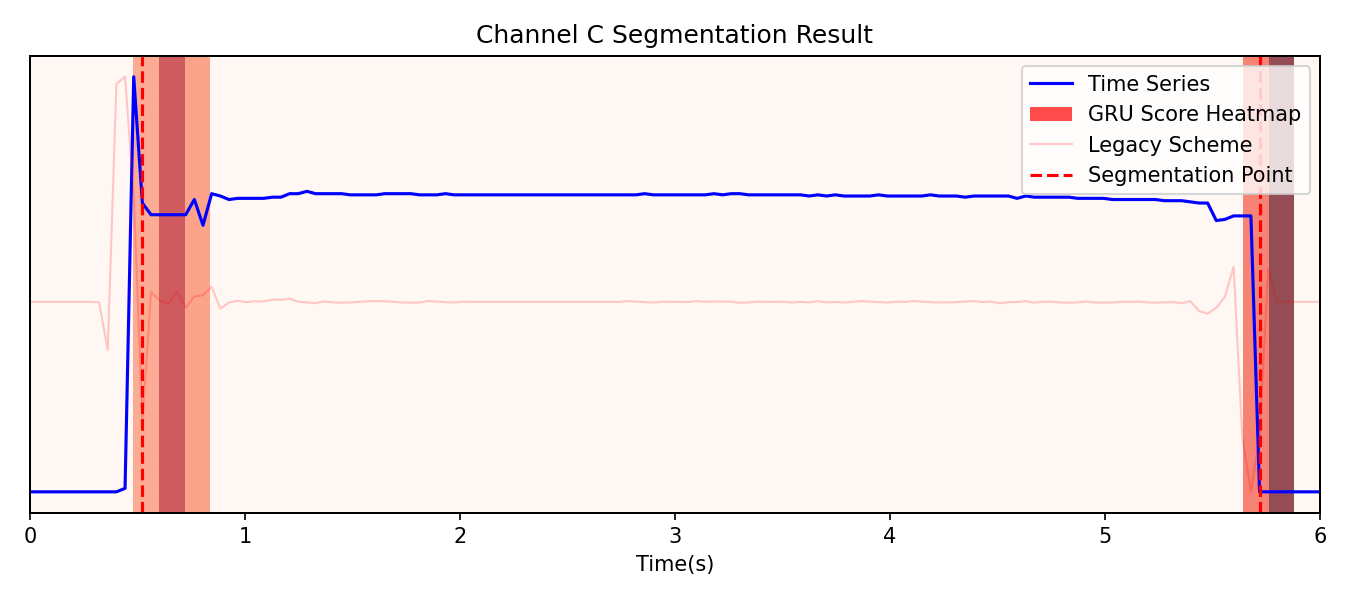 Channel C Segmentation Result
Time Series
GRU Score Heatmap
Legacy Scheme
Segmentation Point
0 1 2 3 4 5 6
Time(s)